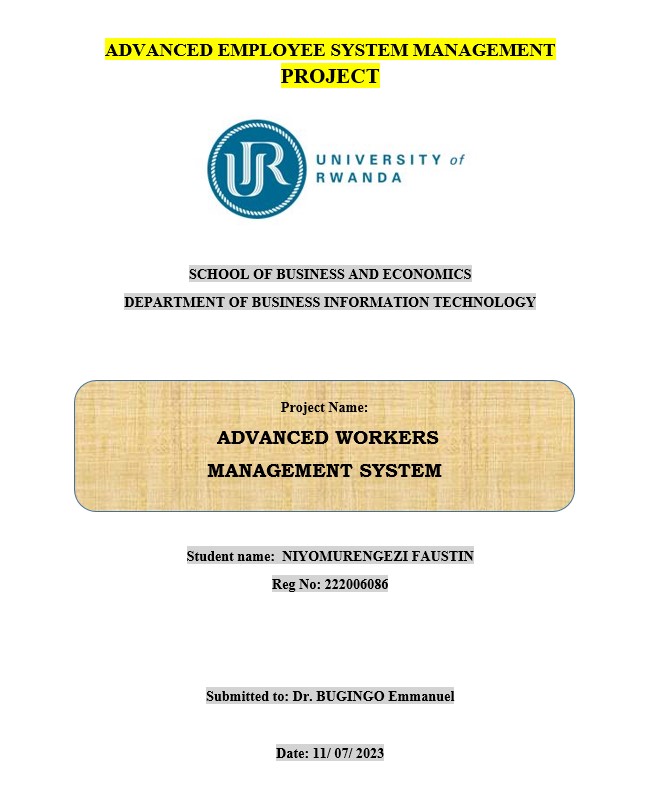 ADVANCED EMPLOYEE SYSTEM MANAGEMENT
PROJECT
UR
UNIVERSITY of
RWANDA
SCHOOL OF BUSINESS AND ECONOMICS
DEPARTMENT OF BUSINESS INFORMATION TECHNOLOGY
Project Name:
ADVANCED WORKERS
MANAGEMENT SYSTEM
Student name:  NIYOMURENGEZI FAUSTIN
Reg No: 222006086
Submitted to: Dr. BUGINGO Emmanuel
Date: 11/ 07/ 2023